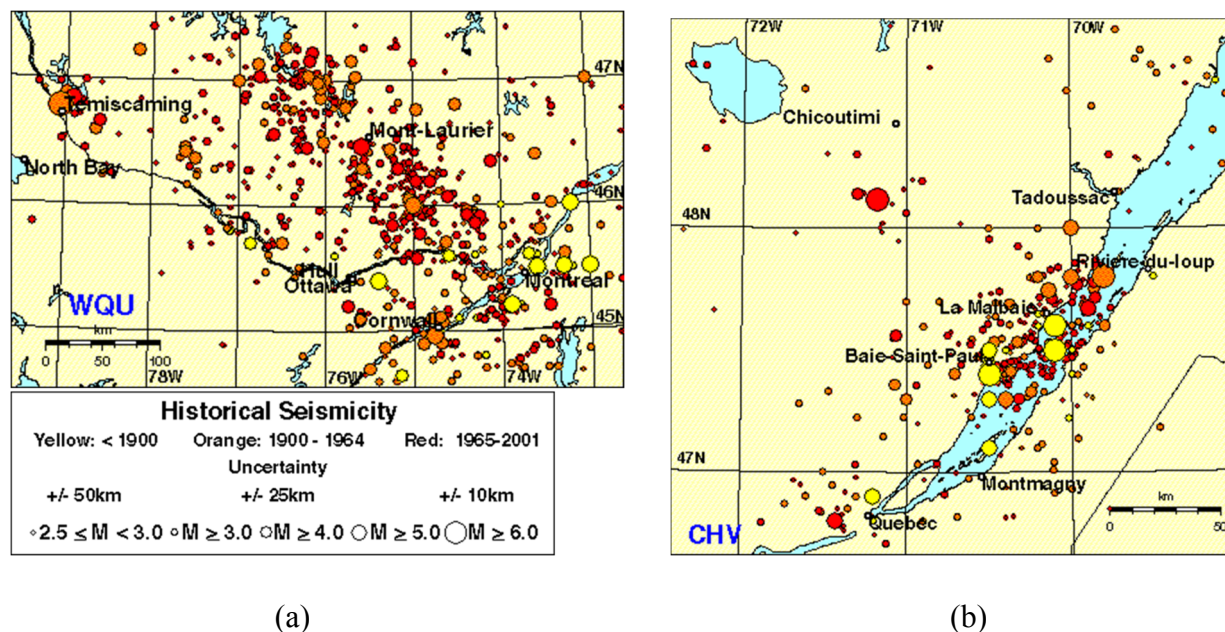 47N
Temiscaming
Mont-Laurier
North Bay
46N
Hull
Ottawa
Montreal
WQU
Cornwall
45N
km
0 50 100
78W 76W 74W
Historical Seismicity
Yellow: < 1900 Orange: 1900 - 1964 Red: 1965-2001
Uncertainty
+/- 50km +/- 25km +/- 10km
2.5 ≤ M < 3.0 M ≥ 3.0 M ≥ 4.0 M ≥ 5.0 M ≥ 6.0
(a)
72W 71W 70W
Chicoutimi
Tadoussac
48N
Riviere-du-loup
La Malbaie
Baie-Saint-Paul
47N
Montmagny
km
Quebec
0 50
CHV
(b)